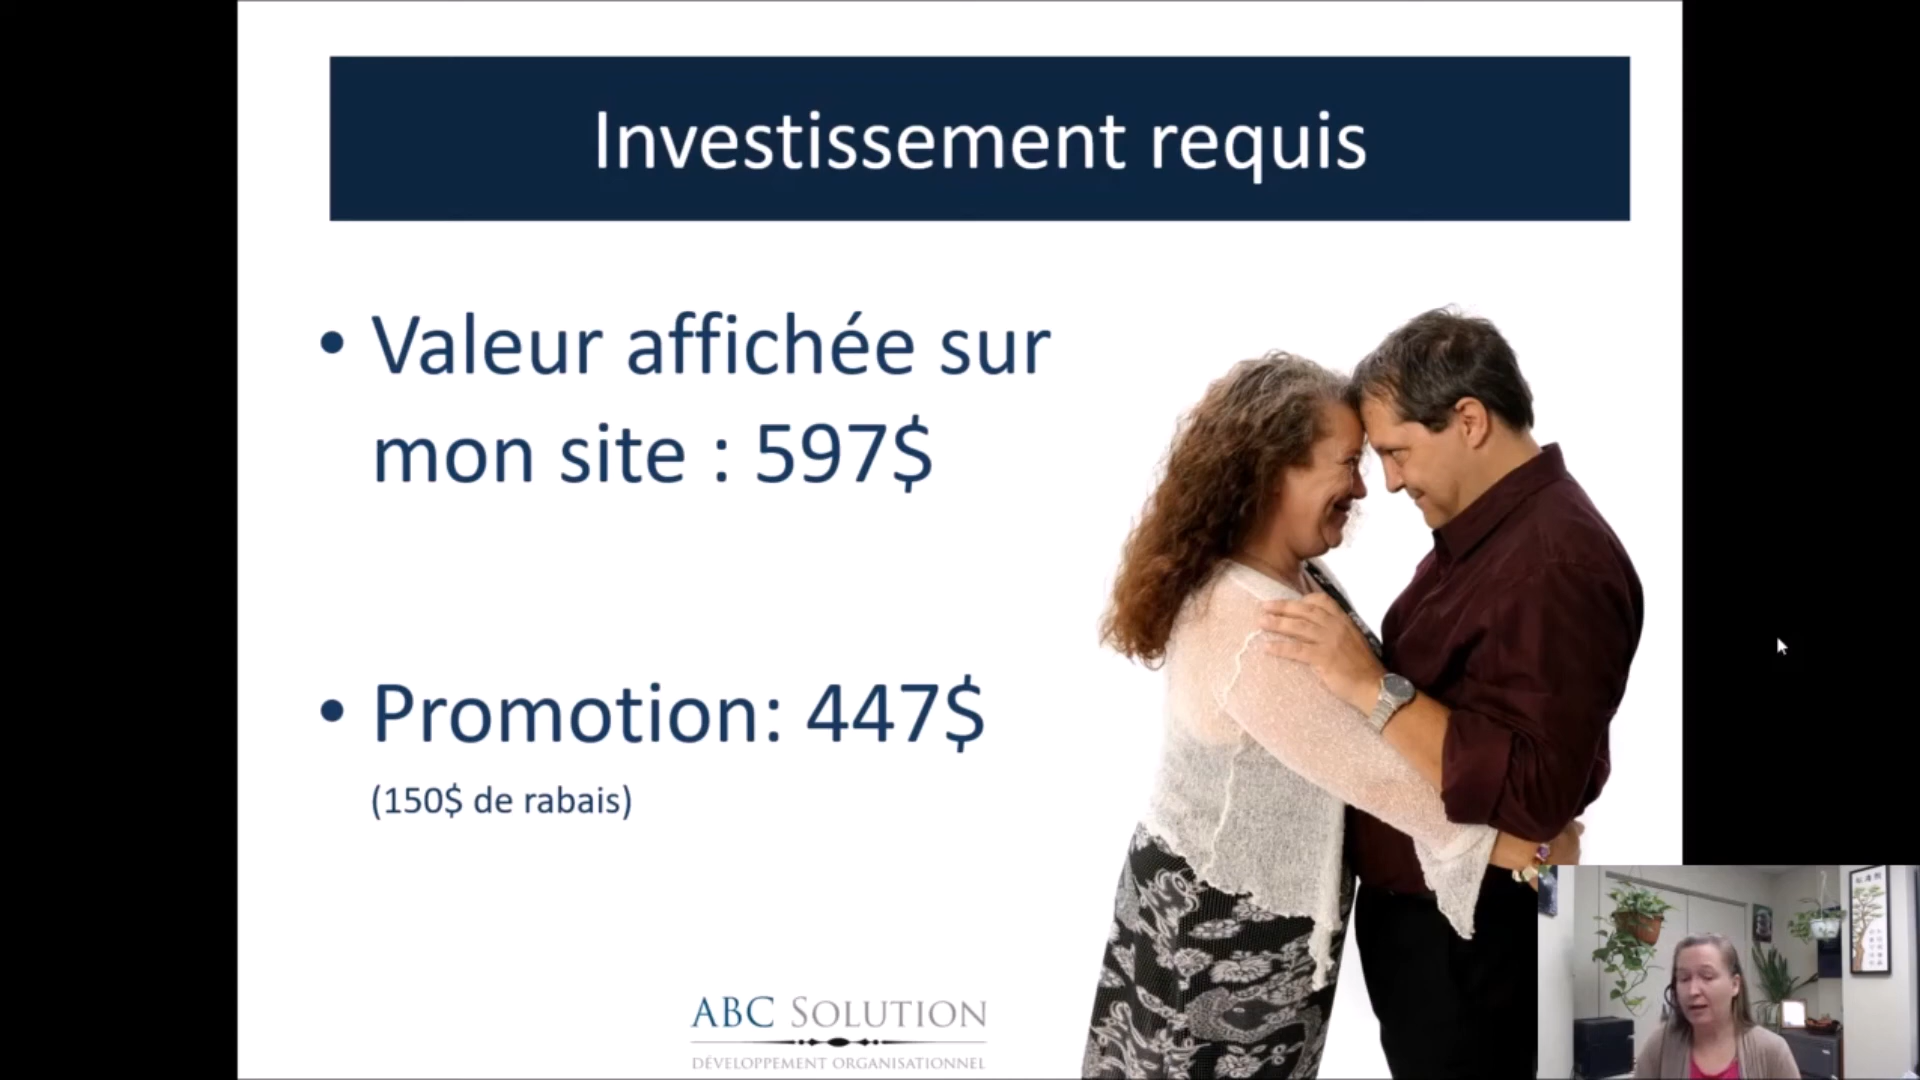 Investissement requis
• Valeur affichée sur
mon site : 597$
• Promotion: 447$
(150$ de rabais)
ABC SOLUTION
DÉVELOPPEMENT ORGANISATIONNEL